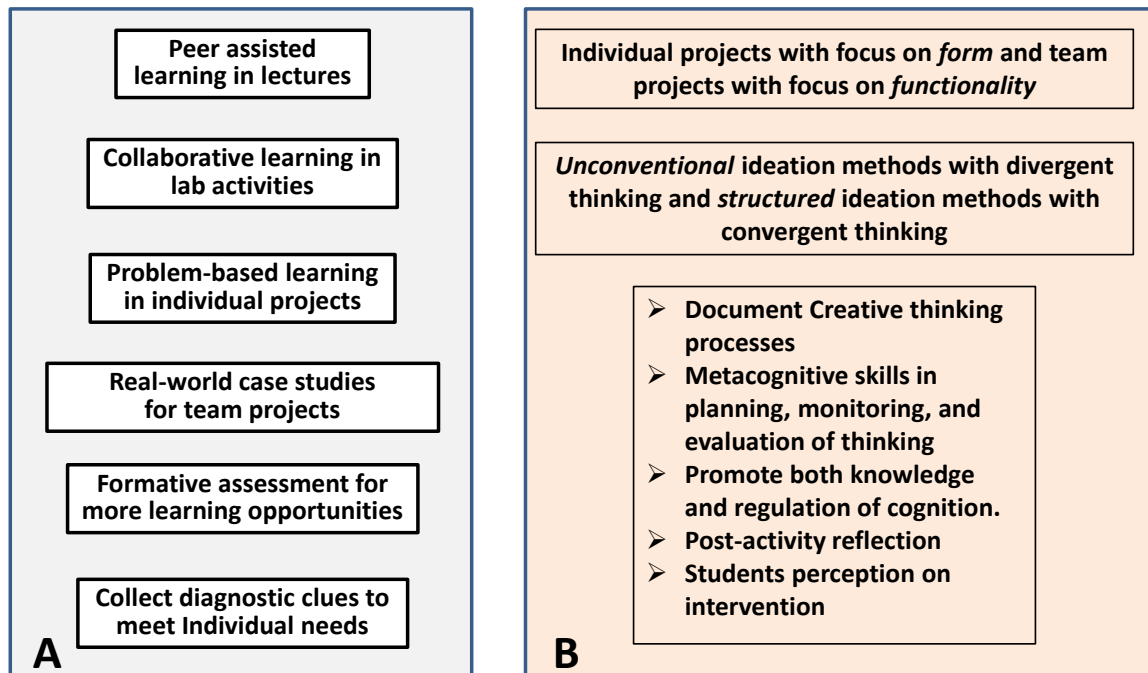 Peer assisted
learning in lectures
Collaborative learning in
lab activities
Problem-based learning
in individual projects
Real-world case studies
for team projects
Formative assessment for
more learning opportunities
Collect diagnostic clues to
meet Individual needs
A
Individual projects with focus on form and team
projects with focus on functionality
Unconventional ideation methods with divergent
thinking and structured ideation methods with
convergent thinking
➢ Document Creative thinking
processes
➢ Metacognitive skills in
planning, monitoring, and
evaluation of thinking
➢ Promote both knowledge
and regulation of cognition.
➢ Post-activity reflection
➢ Students perception on
intervention
B